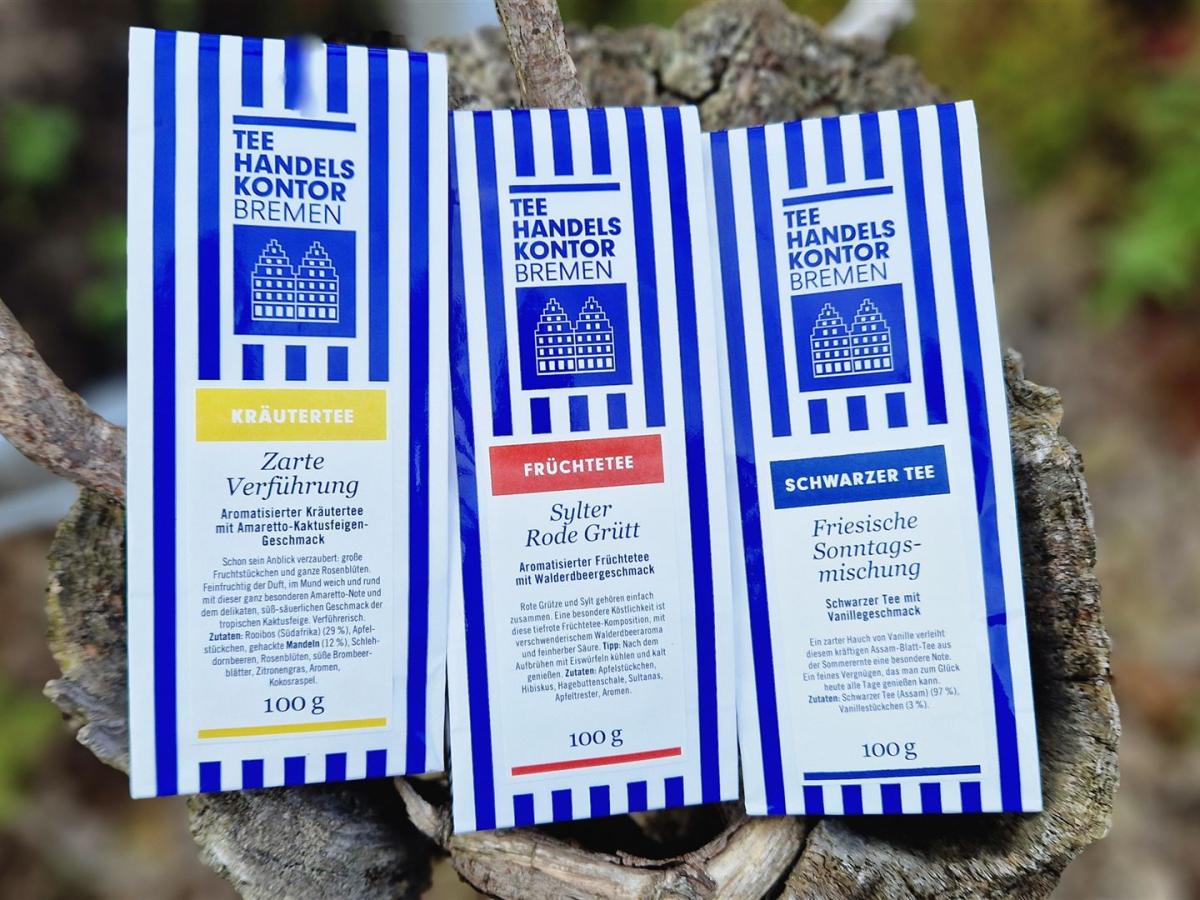 TEE
HANDELS
KONTOR
BREMEN
KRÄUTERTEE
Zarte
Verführung
Aromatisierter Kräutertee
mit Amaretto-Kaktusfeigen-
Geschmack
Schon sein Anblick verzaubert: große
Fruchtstückchen und ganze Rosenblüten.
Feinfruchtig der Duft, im Mund weich und rund
mit dieser ganz besonderen Amaretto-Note und
dem delikaten, süß-säuerlichen Geschmack der
tropischen Kaktusfeige. Verführerisch.
Zutaten: Rooibos (Südafrika) (29 %), Apfel-
stückchen, gehackte Mandeln (12 %), Schleh-
dornbeeren, Rosenblüten, süße Brombeer-
blätter, Zitronengras, Aromen,
Kokosraspel.
100 g
TEE
HANDELS
KONTOR
BREMEN
FRÜCHTETEE
Sylter
Rode Grütt
Aromatisierter Früchtetee
mit Walderdbeergeschmack
Rote Grütze und Sylt gehören einfach
zusammen. Eine besondere Köstlichkeit ist
diese tiefrote Früchtetee-Komposition, mit
verschwenderischem Walderdbeeraroma
und feinherber Säure. Tipp: Nach dem
Aufbrühen mit Eiswürfeln kühlen und kalt
genießen. Zutaten: Apfelstückchen,
Hibiskus, Hagebuttenschale, Sultanas,
Apfeltrester, Aromen.
100 g
TEE
HANDELS
KONTOR
BREMEN
SCHWARZER TEE
Friesische
Sonntags-
mischung
Schwarzer Tee mit
Vanillegeschmack
Ein zarter Hauch von Vanille verleiht
diesem kräftigen Assam-Blatt-Tee aus
der Sommerernte eine besondere Note.
Ein feines Vergnügen, das man zum Glück
heute alle Tage genießen kann.
Zutaten: Schwarzer Tee (Assam) (97 %),
Vanillestückchen (3 %).
100 g